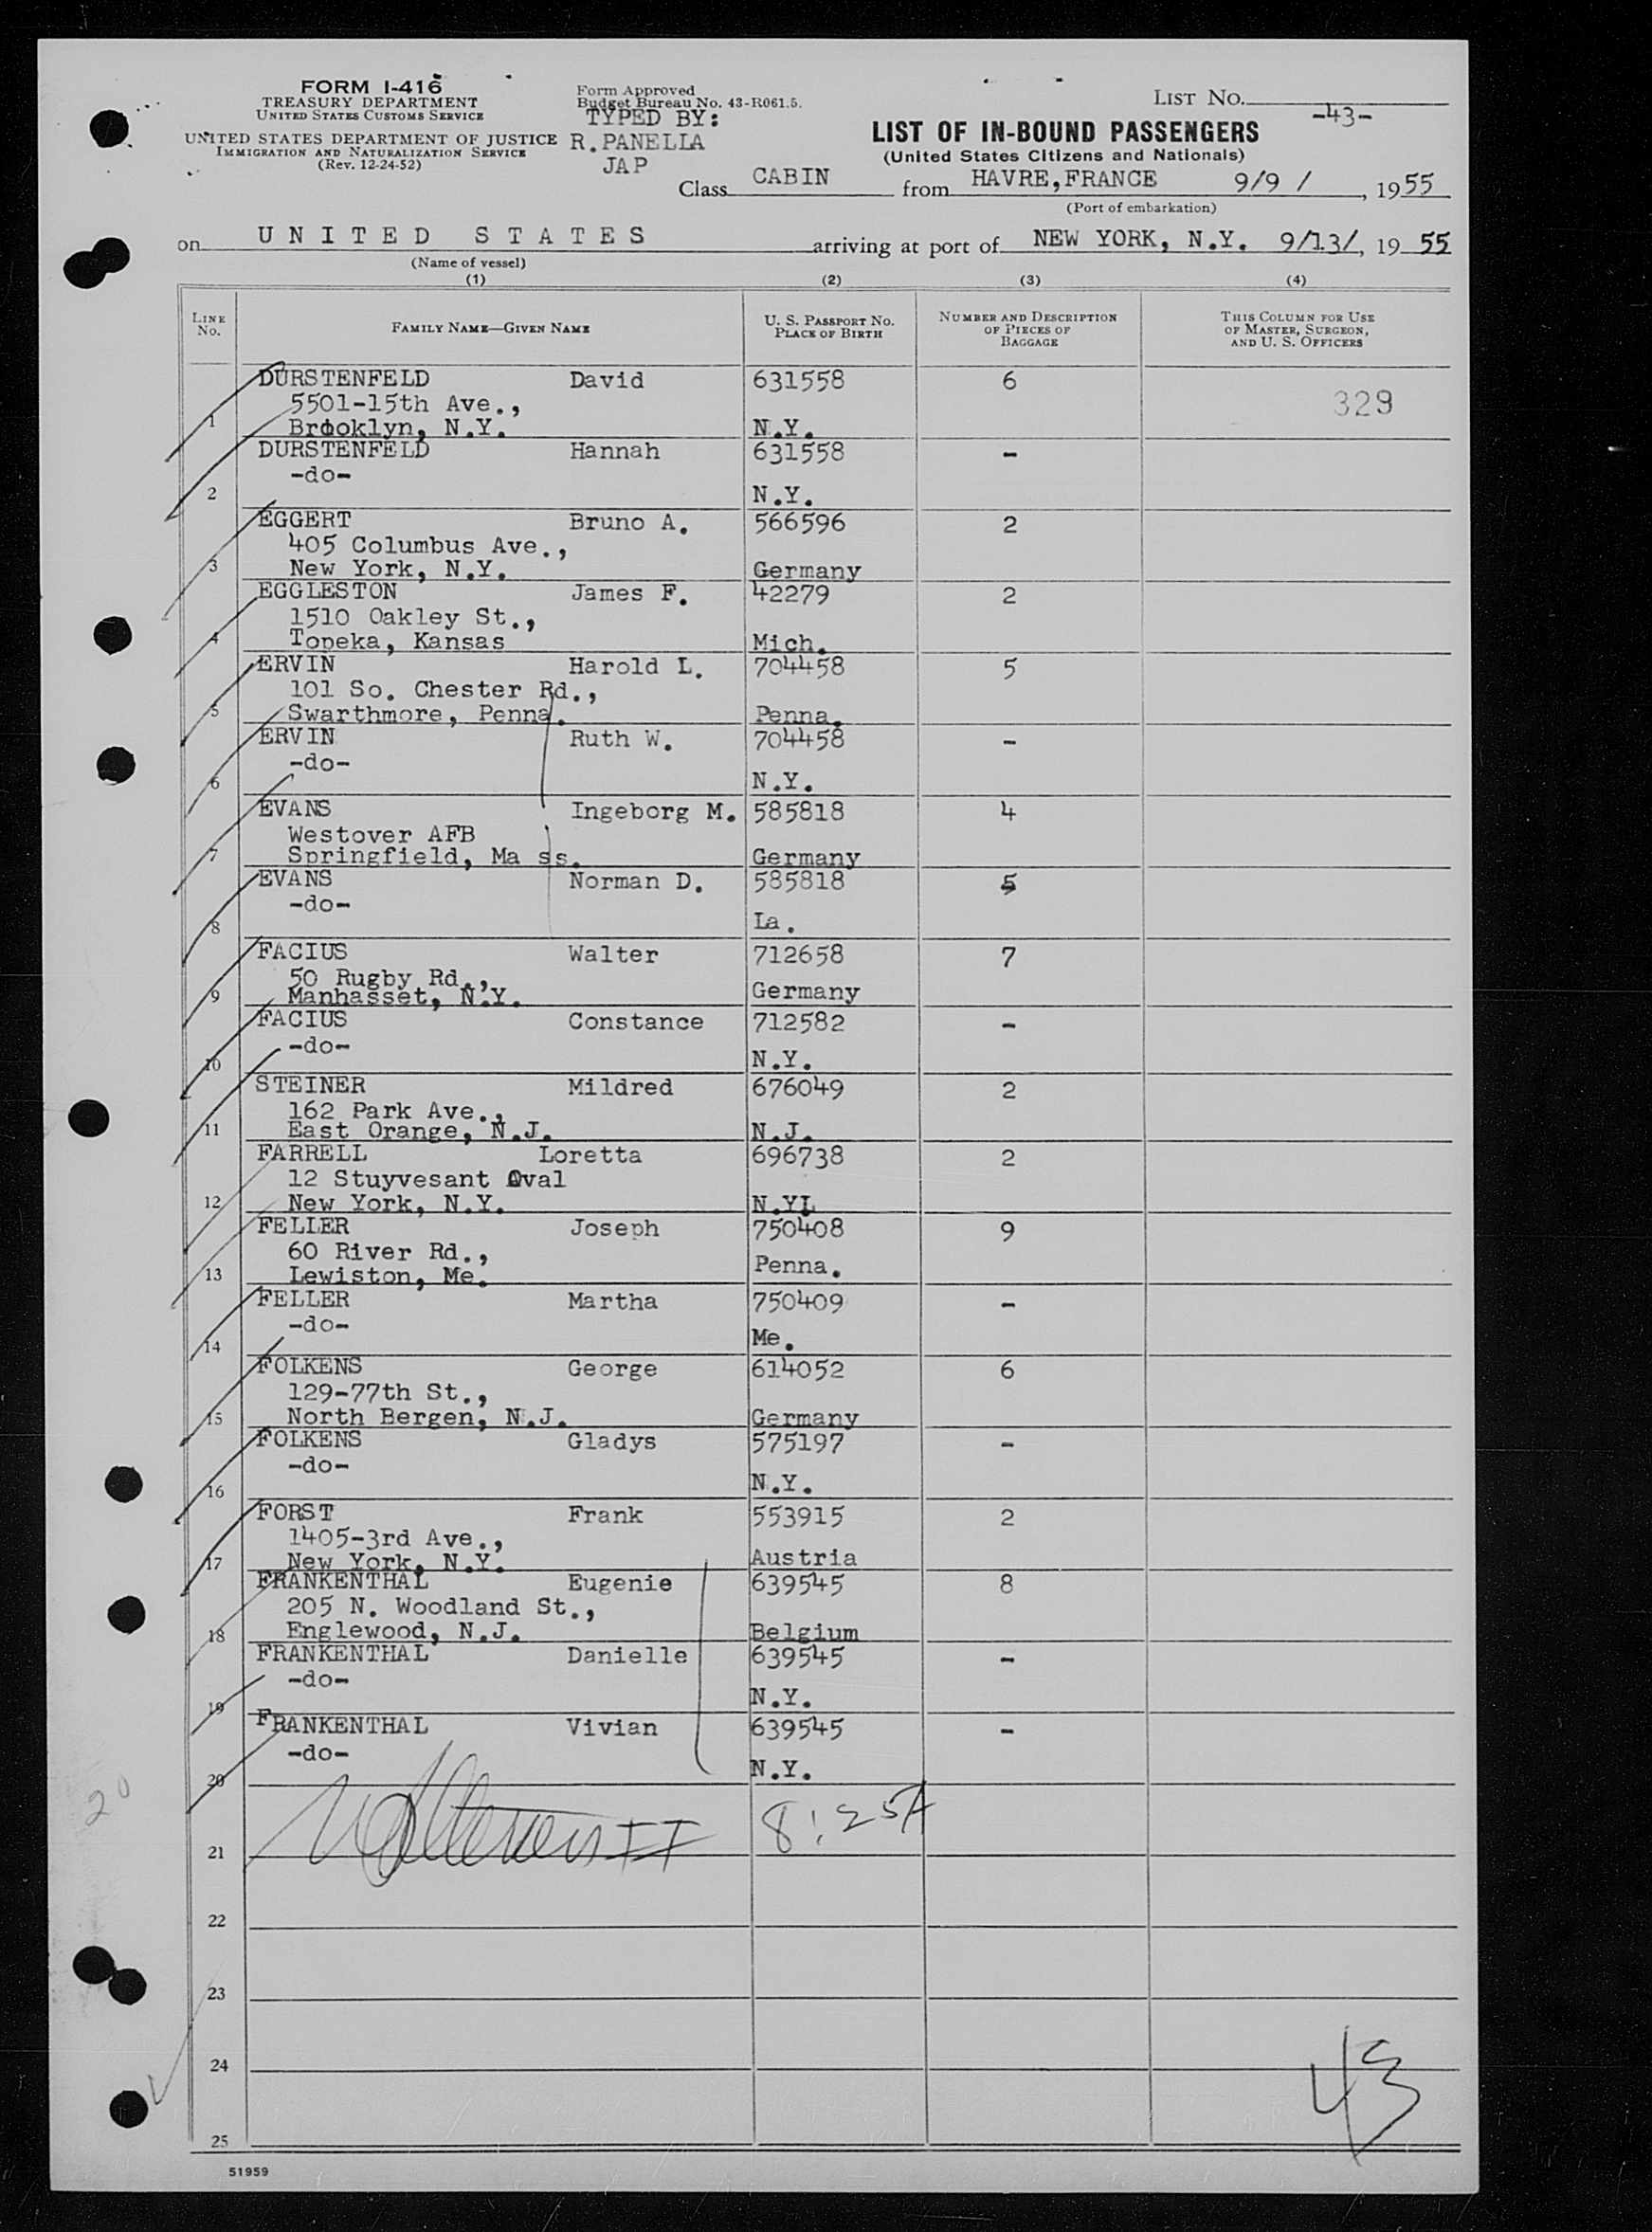 FORM I-416
TREASURY DEPARTMENT
UNITED STATES CUSTOMS SERVICE
UNITED STATES DEPARTMENT OF JUSTICE
IMMIGRATION AND NATURALIZATION SERVICE
(Rev. 12-24-52)
Form Approved
Budget Bureau No. 43-R061.5.
TYPED BY:
R.PANELLA
JAP
LIST NO. -43-
LIST OF IN-BOUND PASSENGERS
(United States Citizens and Nationals)
Class CABIN from HAVRE,FRANCE 9/9 / , 1955
(Port of embarkation)
on UNITED STATES arriving at port of NEW YORK, N.Y. 9/13/, 19 55
(Name of vessel)
(1) (2) (3) (4)
LINE NO. FAMILY NAME—GIVEN NAME U. S. PASSPORT NO. PLACE OF BIRTH NUMBER AND DESCRIPTION OF PIECES OF BAGGAGE THIS COLUMN FOR USE OF MASTER, SURGEON, AND U. S. OFFICERS
DURSTENFELD David 631558 6
5501-15th Ave., 329
1 Brooklyn, N.Y. N.Y.
DURSTENFELD Hannah 631558 -
-do-
2 N.Y.
EGGERT Bruno A. 566596 2
405 Columbus Ave.,
3 New York, N.Y. Germany
EGGLESTON James F. 42279 2
1510 Oakley St.,
4 Topeka, Kansas Mich.
ERVIN Harold L. 704458 5
101 So. Chester Rd.,
5 Swarthmore, Penna. Penna.
ERVIN Ruth W. 704458 -
-do-
6 N.Y.
EVANS Ingeborg M. 585818 4
Westover AFB
7 Springfield, Ma ss. Germany
EVANS Norman D. 585818 5
-do-
8 La.
FACIUS Walter 712658 7
50 Rugby Rd.,
9 Manhasset, N.Y. Germany
FACIUS Constance 712582 -
-do-
10 N.Y.
STEINER Mildred 676049 2
162 Park Ave.,
11 East Orange, N.J. N.J.
FARRELL Loretta 696738 2
12 Stuyvesant Oval
12 New York, N.Y. N.YL
FELLER Joseph 750408 9
60 River Rd., Penna.
13 Lewiston, Me.
FELLER Martha 750409 -
-do-
14 Me.
FOLKENS George 614052 6
129-77th St.,
15 North Bergen, N.J. Germany
FOLKENS Gladys 575197 -
-do-
16 N.Y.
FORST Frank 553915 2
1405-3rd Ave.,
17 New York, N.Y. Austria
FRANKENTHAL Eugenie 639545 8
205 N. Woodland St.,
18 Englewood, N.J. Belgium
FRANKENTHAL Danielle 639545 -
-do-
19 N.Y.
FRANKENTHAL Vivian 639545 -
-do-
20 N.Y.
20
8:25A
21
22
23
24
43
25
51959